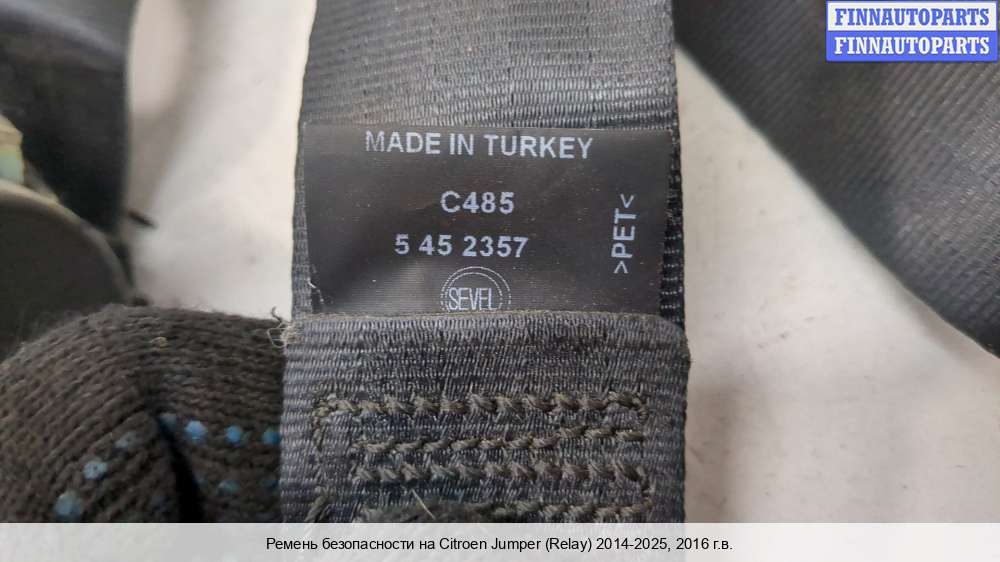 FINNAUTOPARTS
FINNAUTOPARTS
MADE IN TURKEY
C485
5 45 2357
>PET<
SEVEL
Ремень безопасности на Citroen Jumper (Relay) 2014-2025, 2016 г.в.